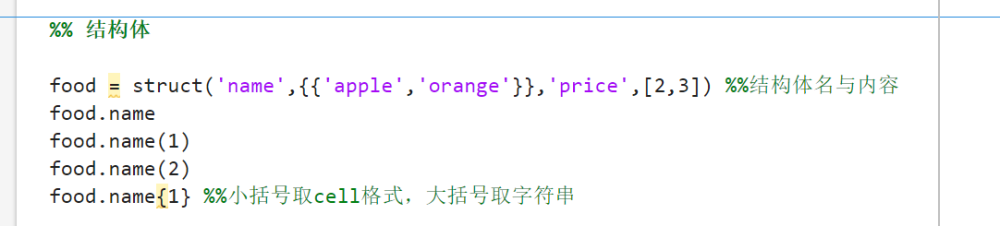 %% 结构体
food = struct('name',{{'apple','orange'}},'price',[2,3]) %%结构体名与内容
food.name
food.name(1)
food.name(2)
food.name{1} %%小括号取cell格式，大括号取字符串